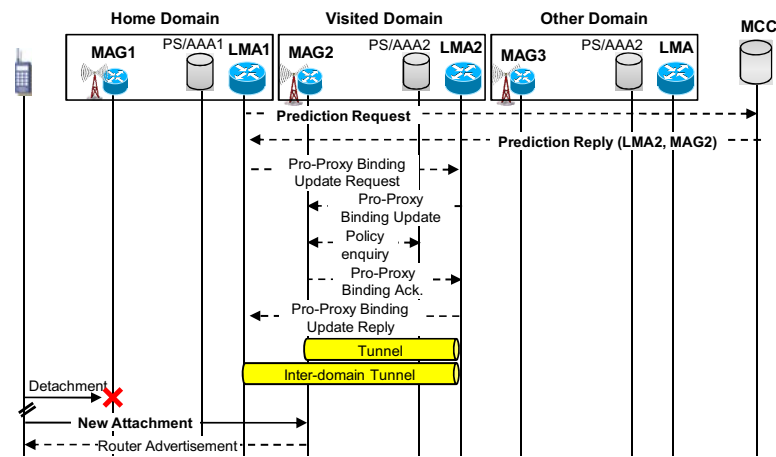 Home Domain
Visited Domain
Other Domain
MCC
MAG1
PS/AAA1
LMA1
MAG2
PS/AAA2
LMA2
MAG3
PS/AAA2
LMA
Prediction Request
Prediction Reply (LMA2, MAG2)
Pro-Proxy Binding
Update Request
Pro-Proxy
Binding Update
Policy
enquiry
Pro-Proxy
Binding Ack.
Pro-Proxy Binding
Update Reply
Tunnel
Inter-domain Tunnel
Detachment
New Attachment
Router Advertisement